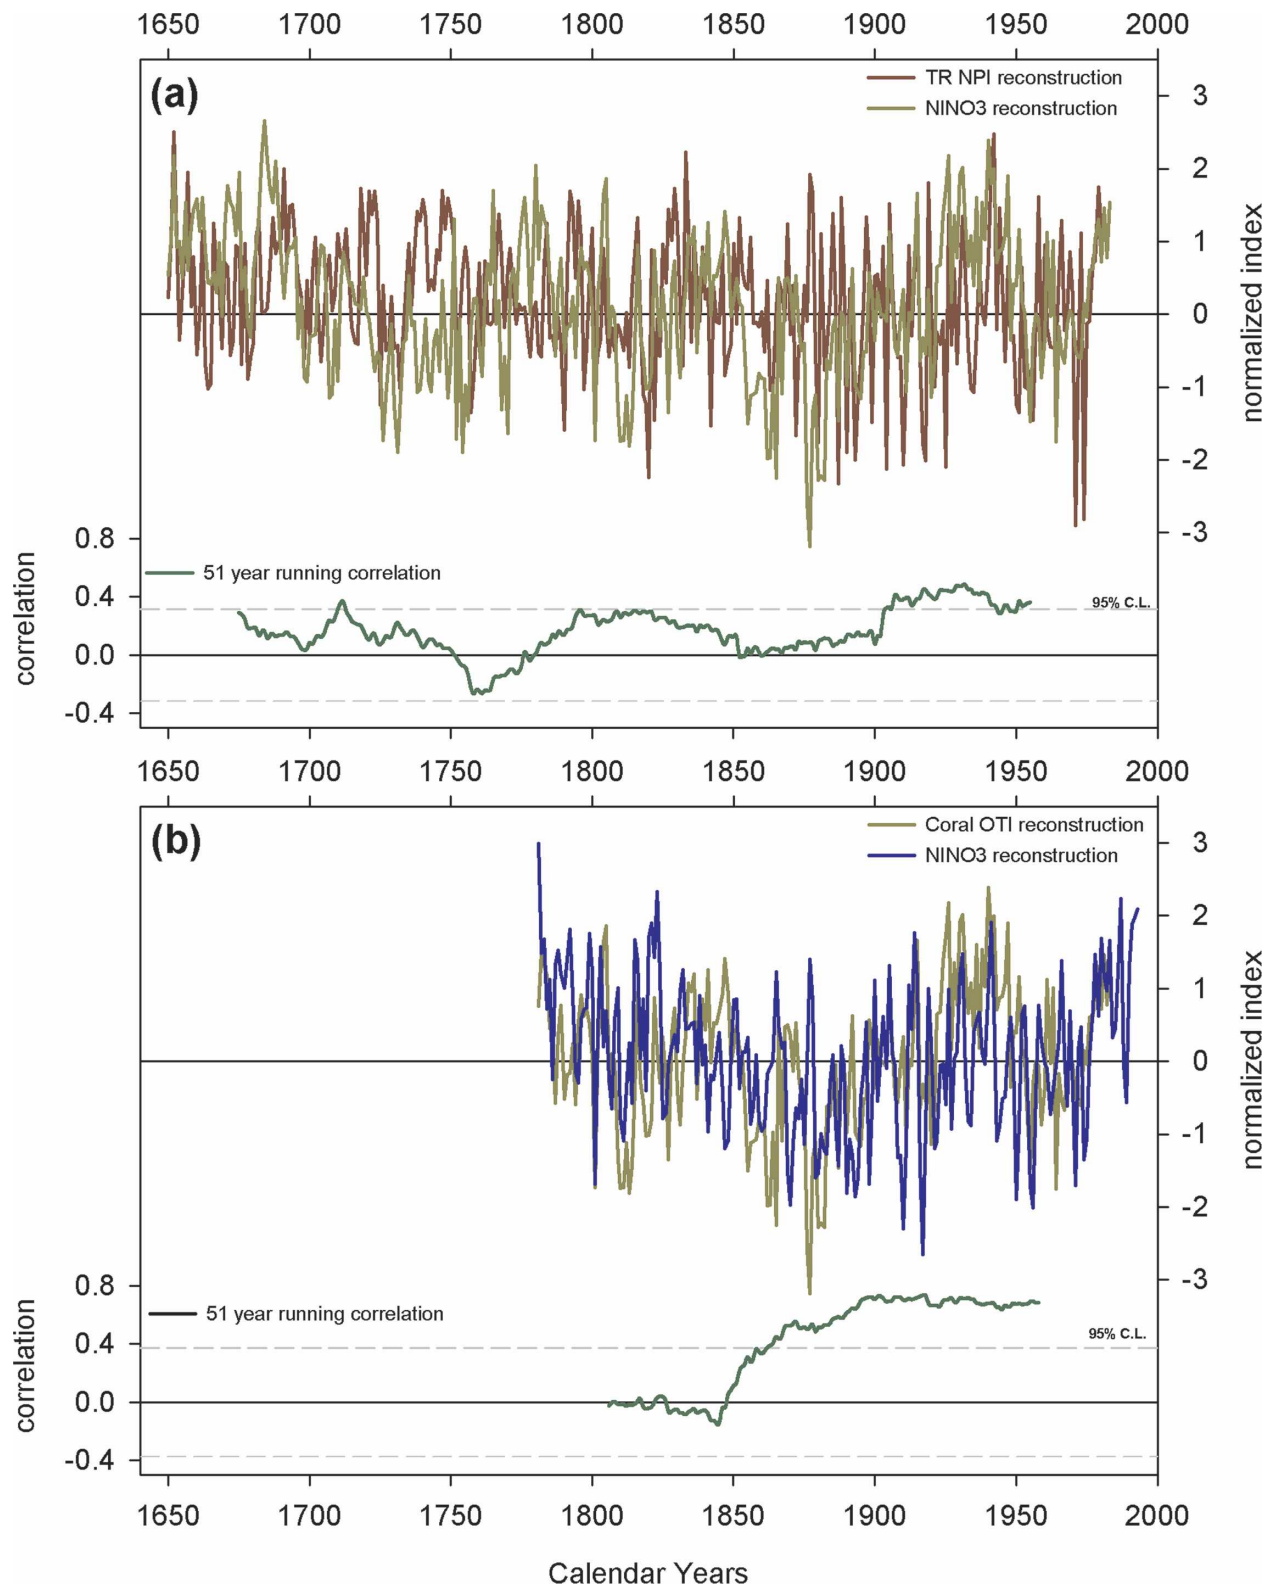 1650 1700 1750 1800 1850 1900 1950 2000
(a)
TR NPI reconstruction
NINO3 reconstruction
3
2
1
0
-1
-2
-3
normalized index
0.8
0.4
0.0
-0.4
correlation
51 year running correlation
95% C.L.
1650 1700 1750 1800 1850 1900 1950 2000
(b)
Coral OTI reconstruction
NINO3 reconstruction
3
2
1
0
-1
-2
-3
normalized index
0.8
0.4
0.0
-0.4
correlation
51 year running correlation
95% C.L.
1650 1700 1750 1800 1850 1900 1950 2000
Calendar Years